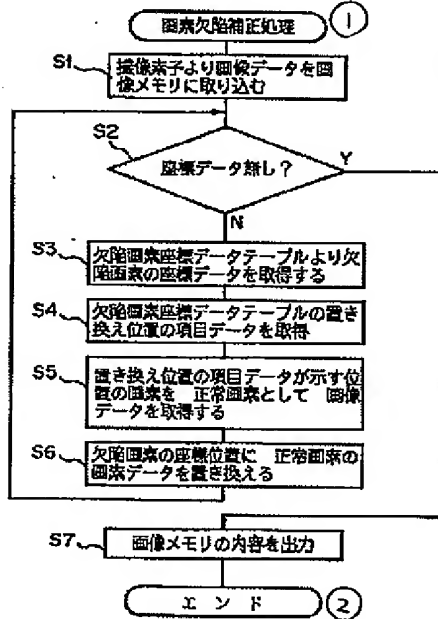 画素欠陥補正処理 ①
S1 撮像素子より画像データを画
像メモリに取り込む
S2
座標データ無し？ Y
N
S3 欠陥画素座標データテーブルより欠
陥画素の座標データを取得する
S4 欠陥画素座標データテーブルの置き
換え位置の項目データを取得
S5 置き換え位置の項目データが示す位
置の画素を 正常画素として 画像
データを取得する
S6 欠陥画素の座標位置に 正常画素の
画素データを置き換える
S7 画像メモリの内容を出力
エンド ②